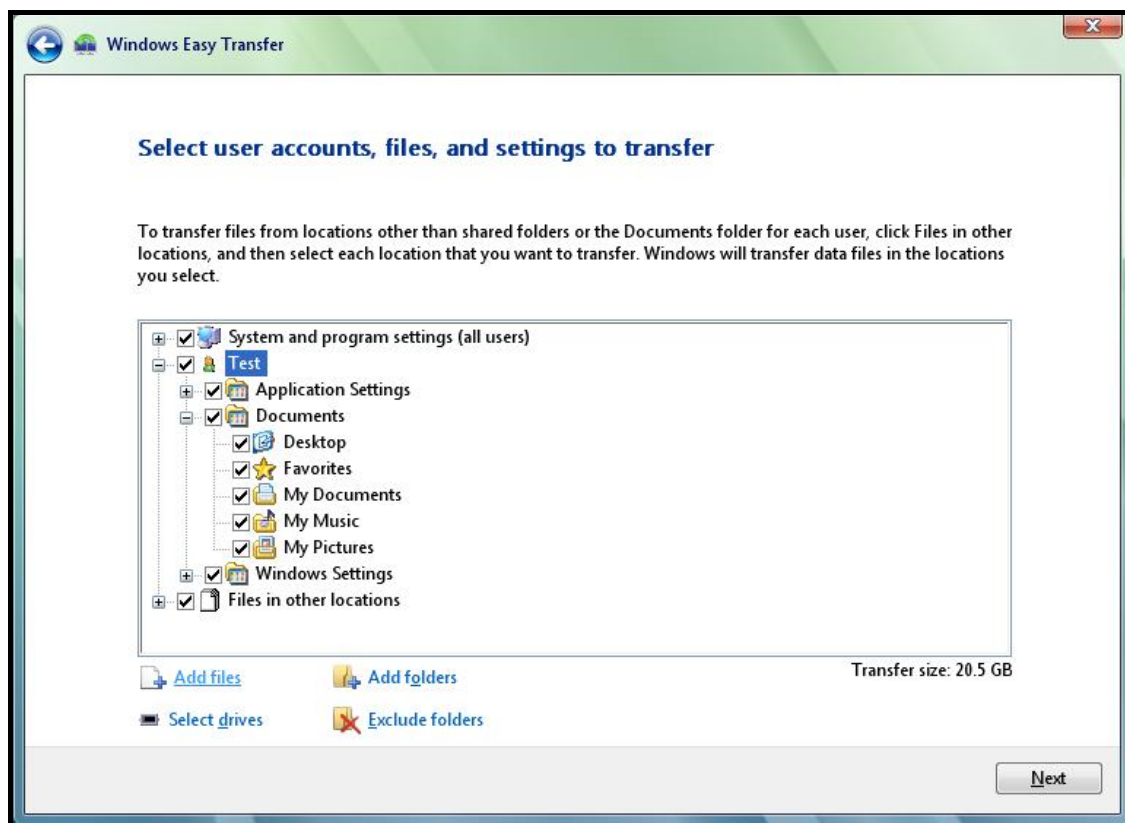 Windows Easy Transfer
Select user accounts, files, and settings to transfer
To transfer files from locations other than shared folders or the Documents folder for each user, click Files in other
locations, and then select each location that you want to transfer. Windows will transfer data files in the locations
you select.
System and program settings (all users)
Test
Application Settings
Documents
Desktop
Favorites
My Documents
My Music
My Pictures
Windows Settings
Files in other locations
Add files
Add folders
Transfer size: 20.5 GB
Select drives
Exclude folders
Next